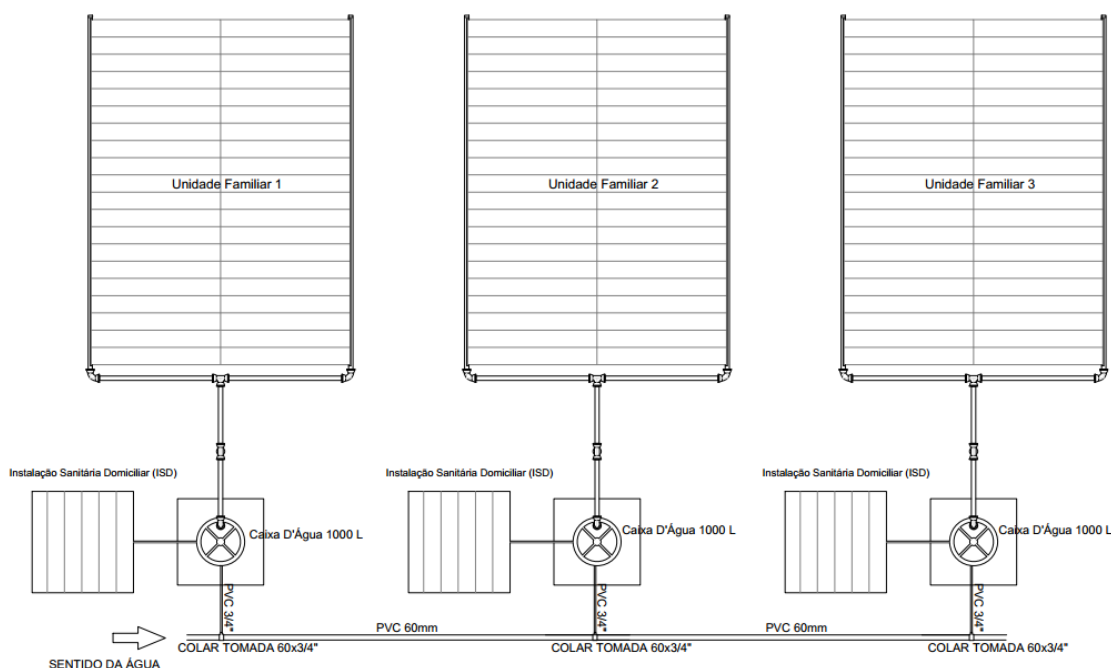 Unidade Familiar 1
Unidade Familiar 2
Unidade Familiar 3
Instalação Sanitária Domiciliar (ISD)
Instalação Sanitária Domiciliar (ISD)
Instalação Sanitária Domiciliar (ISD)
Caixa D'Água 1000 L
Caixa D'Água 1000 L
Caixa D'Água 1000 L
PVC 3/4"
PVC 3/4"
PVC 3/4"
PVC 60mm
PVC 60mm
COLAR TOMADA 60x3/4"
COLAR TOMADA 60x3/4"
COLAR TOMADA 60x3/4"
SENTIDO DA ÁGUA